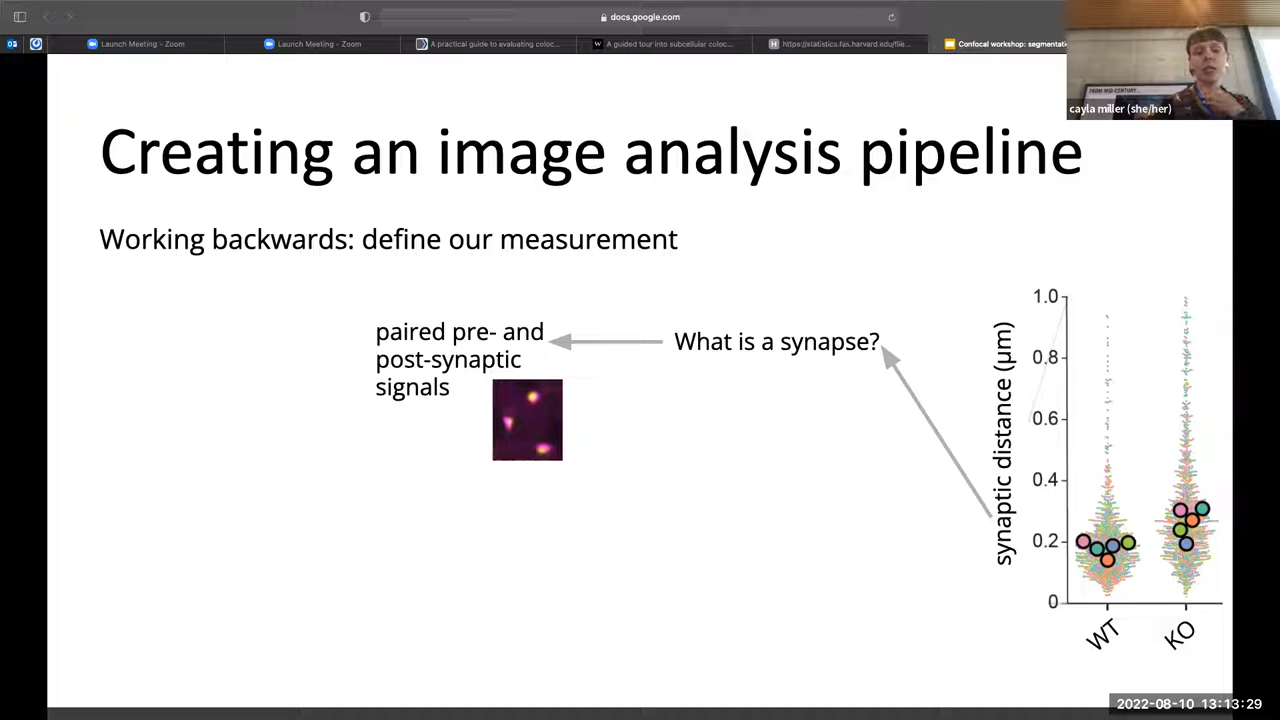 docs.google.com
Launch Meeting - Zoom
Launch Meeting - Zoom
A practical guide to evaluating coloc...
A guided tour into subcellular coloc...
https://statistics.fas.harvard.edu/file...
Confocal workshop: segmentati
FROM MID-CENTURY...
cayla miller (she/her)
Creating an image analysis pipeline
Working backwards: define our measurement
paired pre- and
post-synaptic
signals
What is a synapse?
synaptic distance (µm)
1.0
0.8
0.6
0.4
0.2
0
WT
KO
2022-08-10 13:13:29